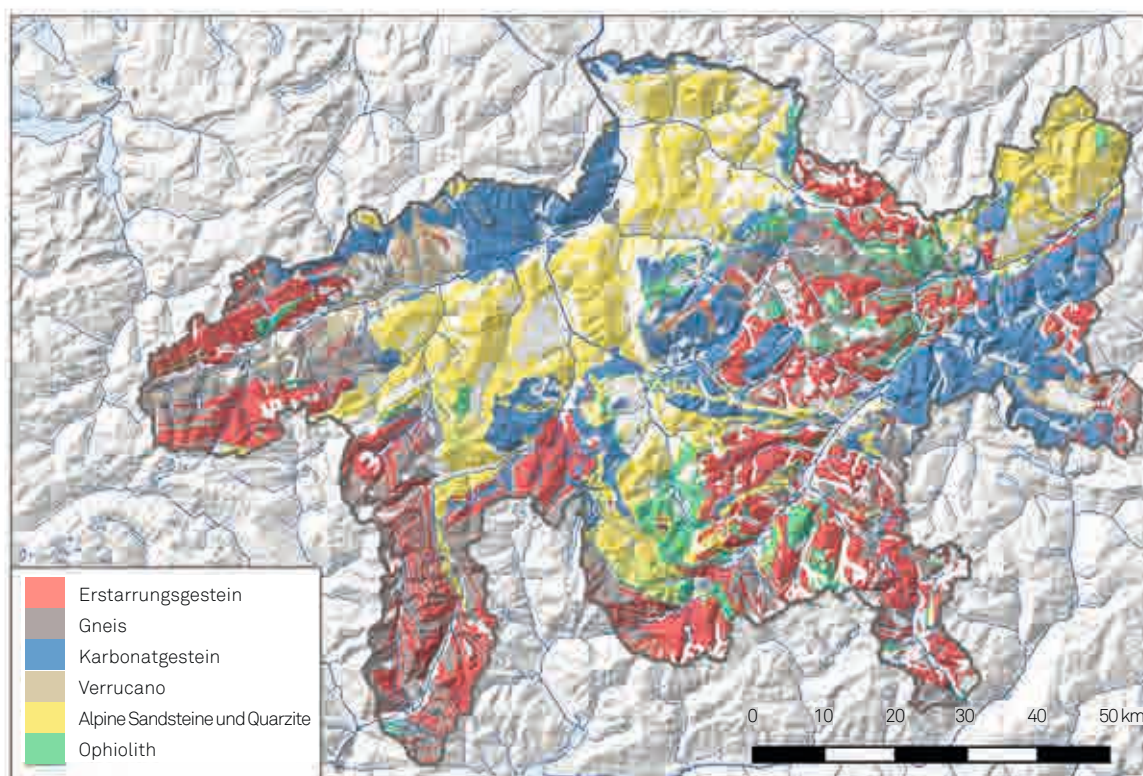 Erstarrungsgestein
Gneis
Karbonatgestein
Verrucano
Alpine Sandsteine und Quarzite
Ophiolith
0 10 20 30 40 50 km